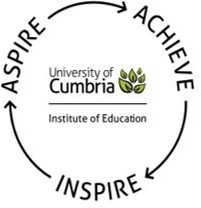 ASPIRE
ACHIEVE
University of
Cumbria
Institute of Education
INSPIRE